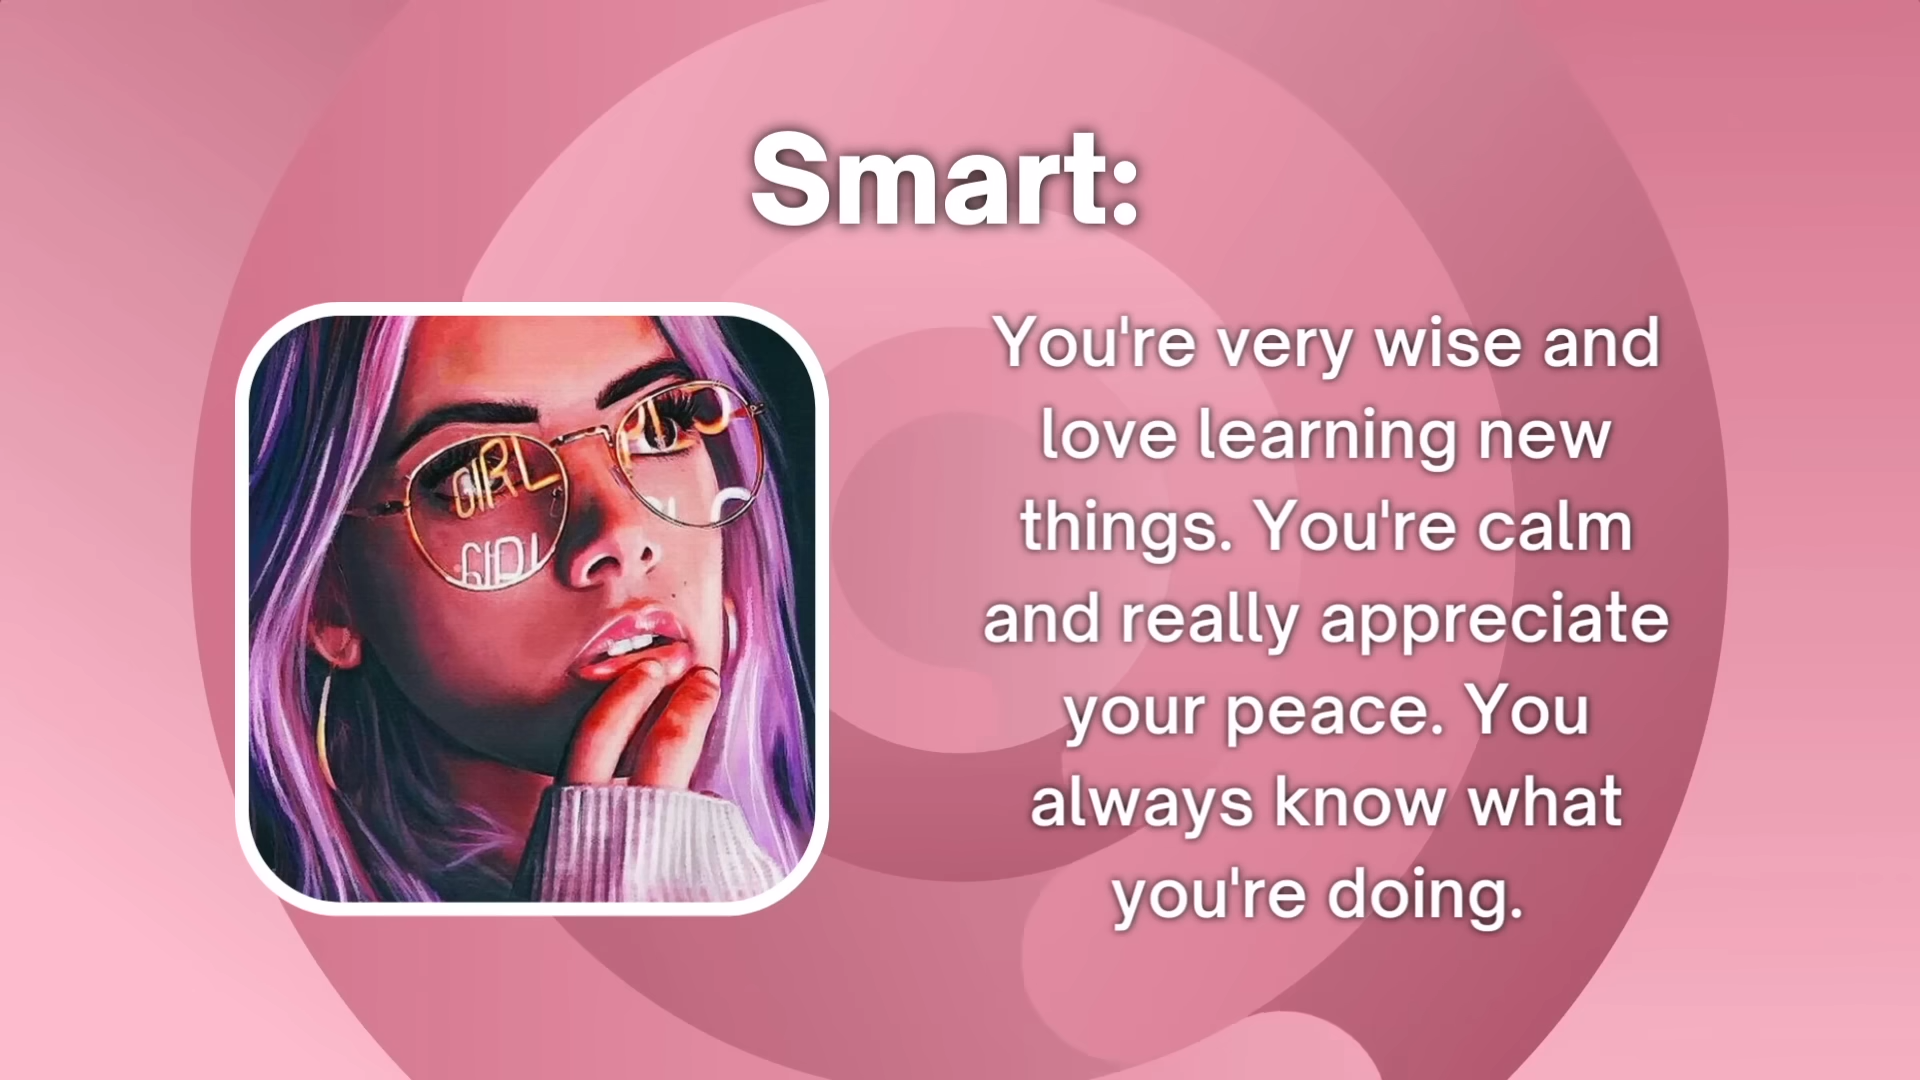 Smart:
GIRL
GIRL
You're very wise and
love learning new
things. You're calm
and really appreciate
your peace. You
always know what
you're doing.